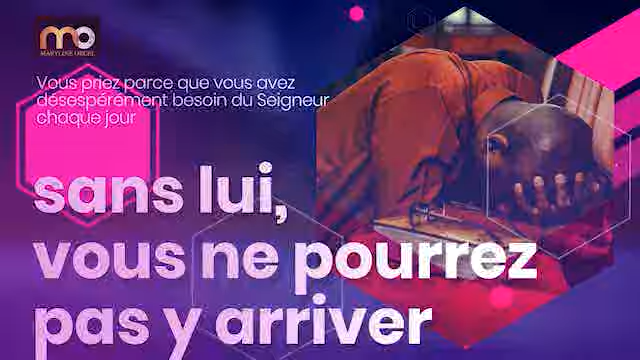 mo
MARYLINE ORCEL
Vous priez parce que vous avez
désespérément besoin du Seigneur
chaque jour
sans lui,
vous ne pourrez
pas y arriver